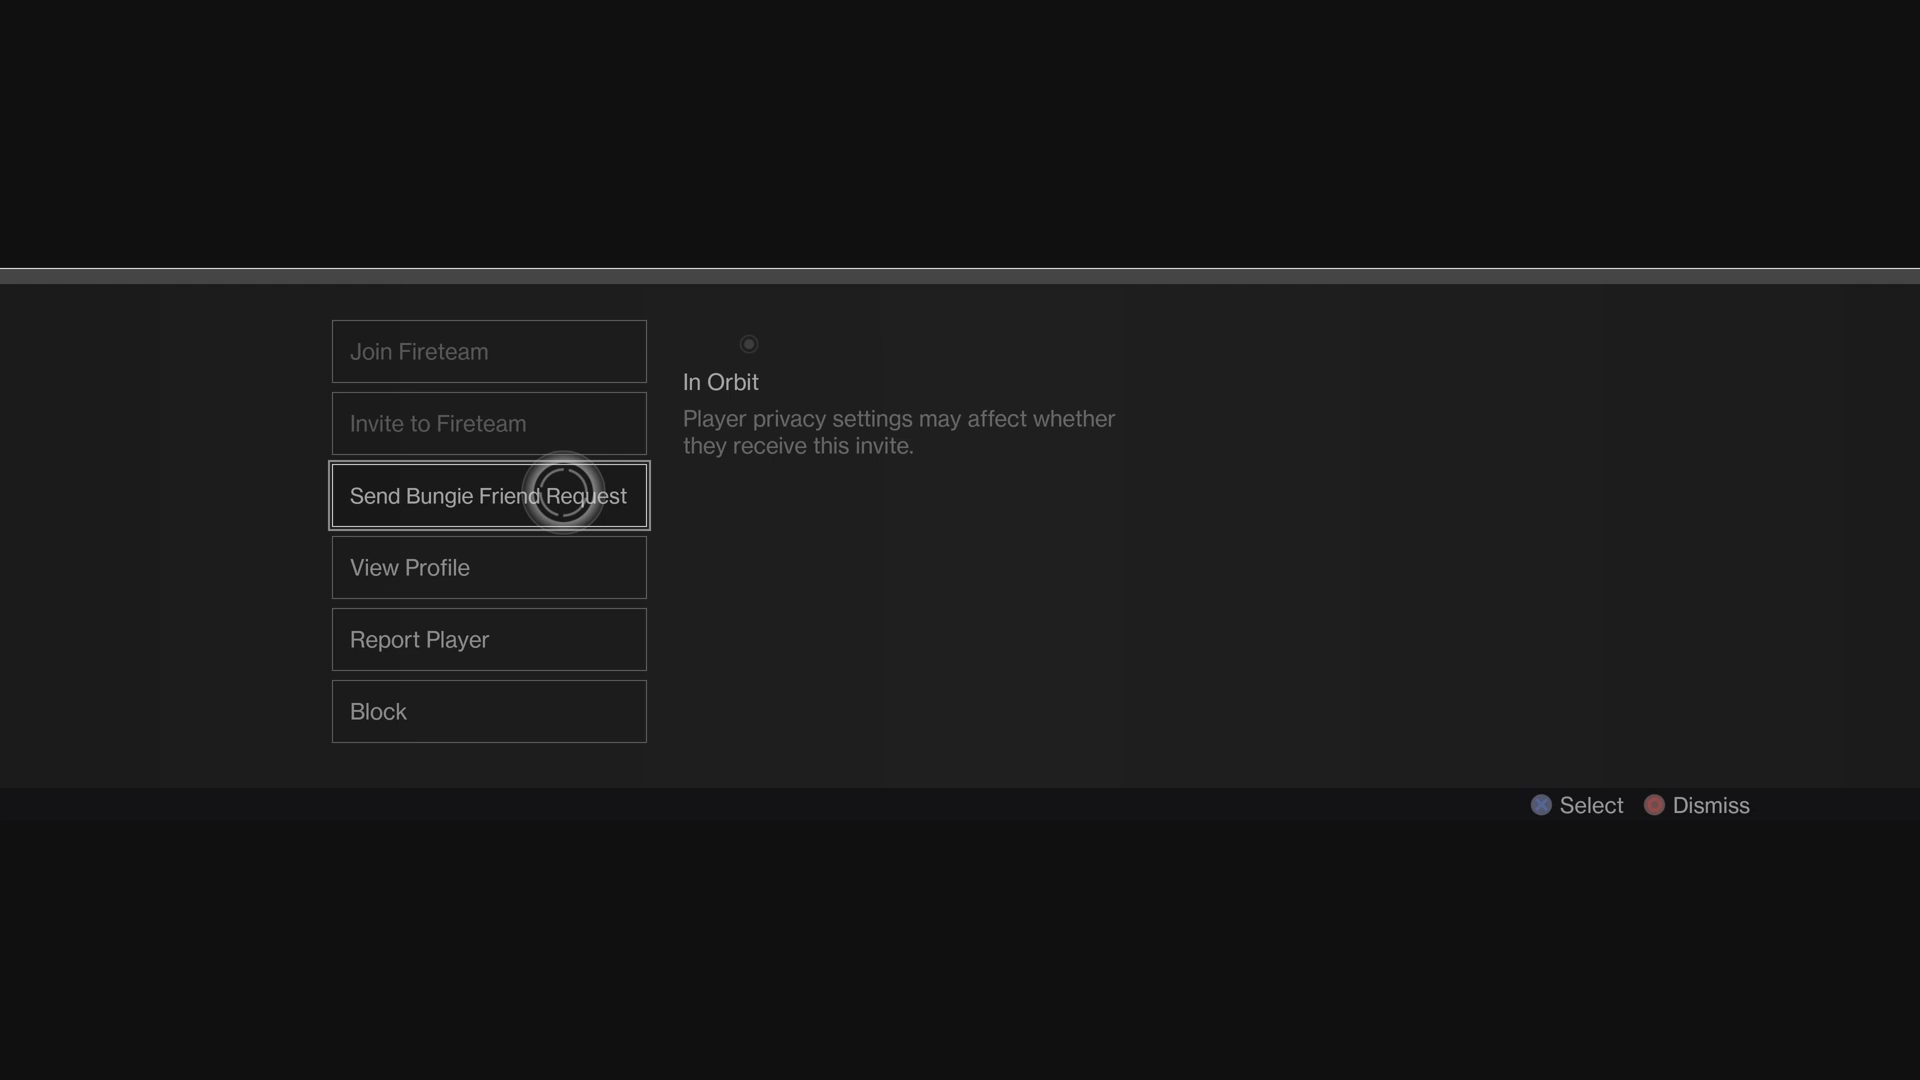 Join Fireteam
Invite to Fireteam
Send Bungie Friend Request
View Profile
Report Player
Block
In Orbit
Player privacy settings may affect whether
they receive this invite.
Select
Dismiss